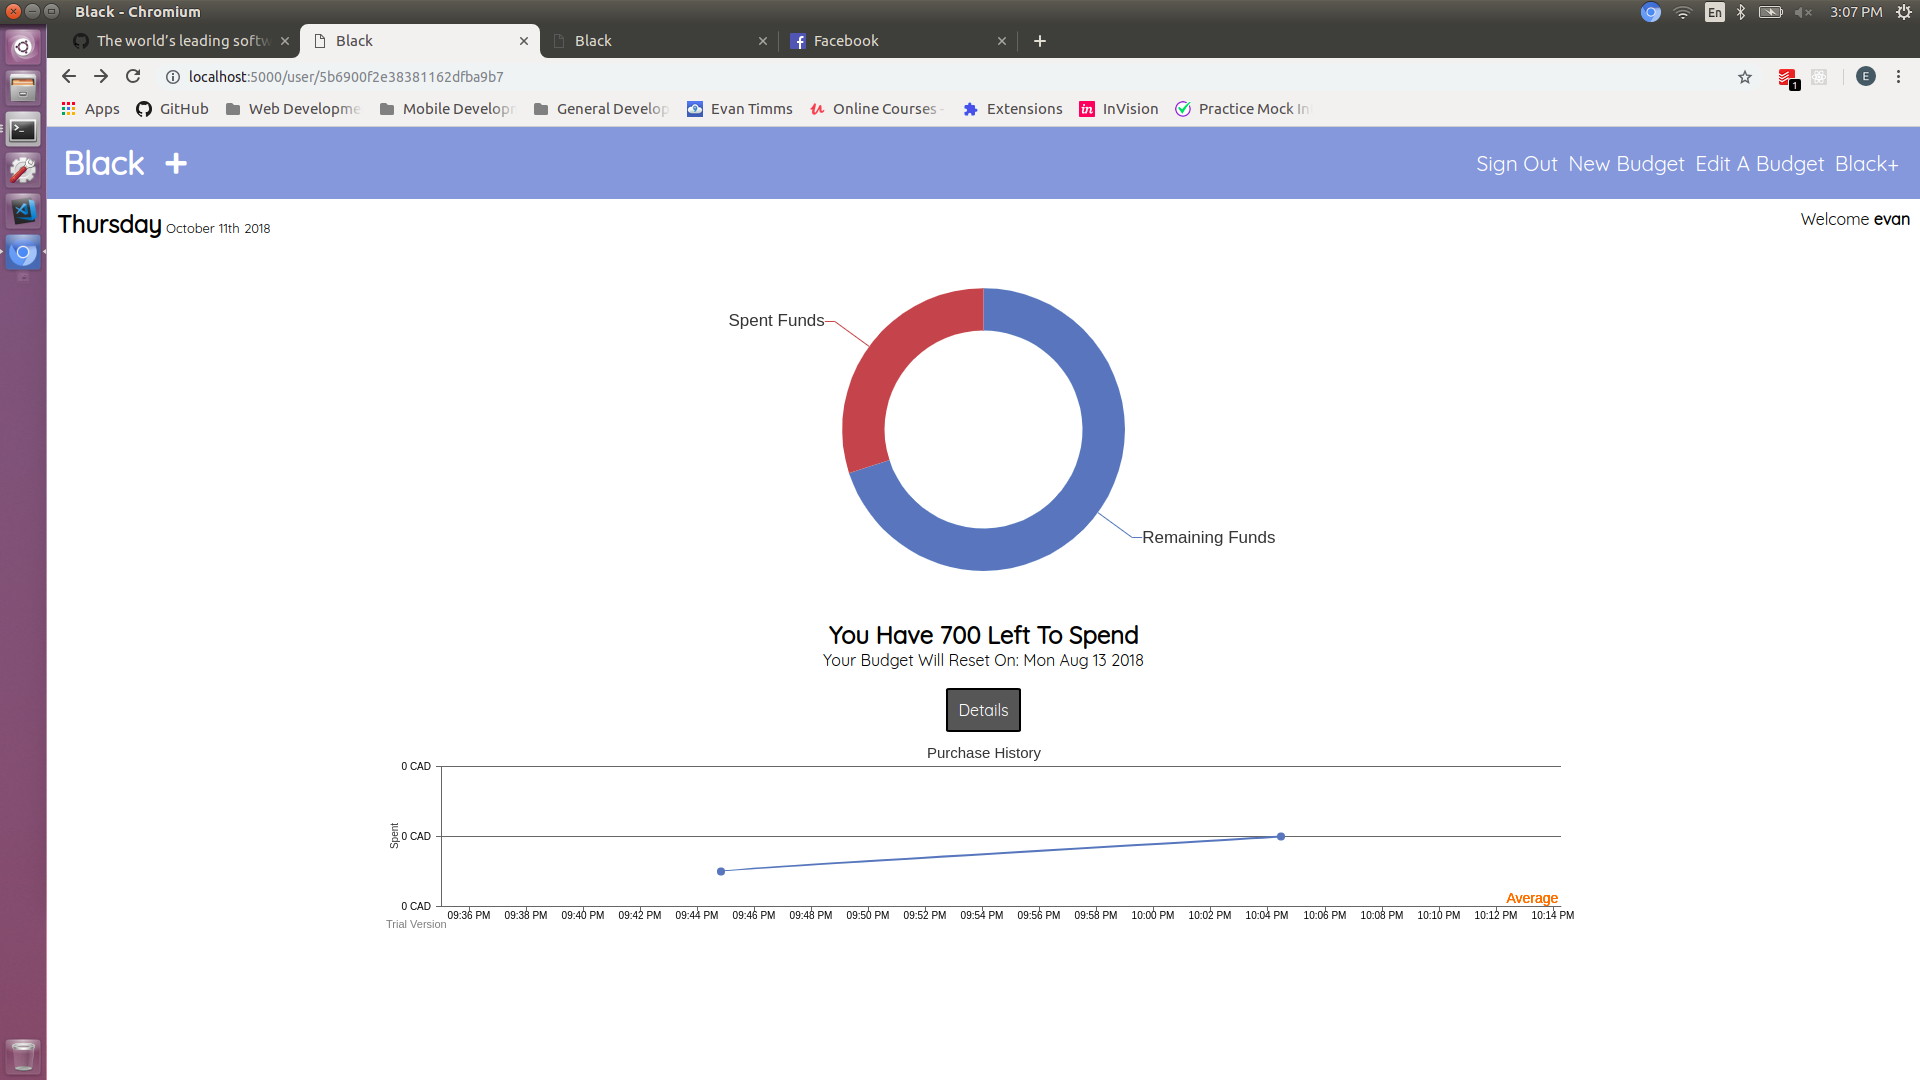 Black - Chromium
En
3:07 PM
The world's leading softw
Black
Black
Facebook
localhost:5000/user/5b6900f2e38381162dfba9b7
1
E
Apps
GitHub
Web Developme
Mobile Developr
General Develop
Evan Timms
Online Courses -
Extensions
in InVision
Practice Mock In
Black +
Sign Out New Budget Edit A Budget Black+
Thursday October 11th 2018
Welcome evan
Spent Funds
Remaining Funds
You Have 700 Left To Spend
Your Budget Will Reset On: Mon Aug 13 2018
Details
Purchase History
0 CAD
Spent
0 CAD
0 CAD
Average
09:36 PM 09:38 PM 09:40 PM 09:42 PM 09:44 PM 09:46 PM 09:48 PM 09:50 PM 09:52 PM 09:54 PM 09:56 PM 09:58 PM 10:00 PM 10:02 PM 10:04 PM 10:06 PM 10:08 PM 10:10 PM 10:12 PM 10:14 PM
Trial Version